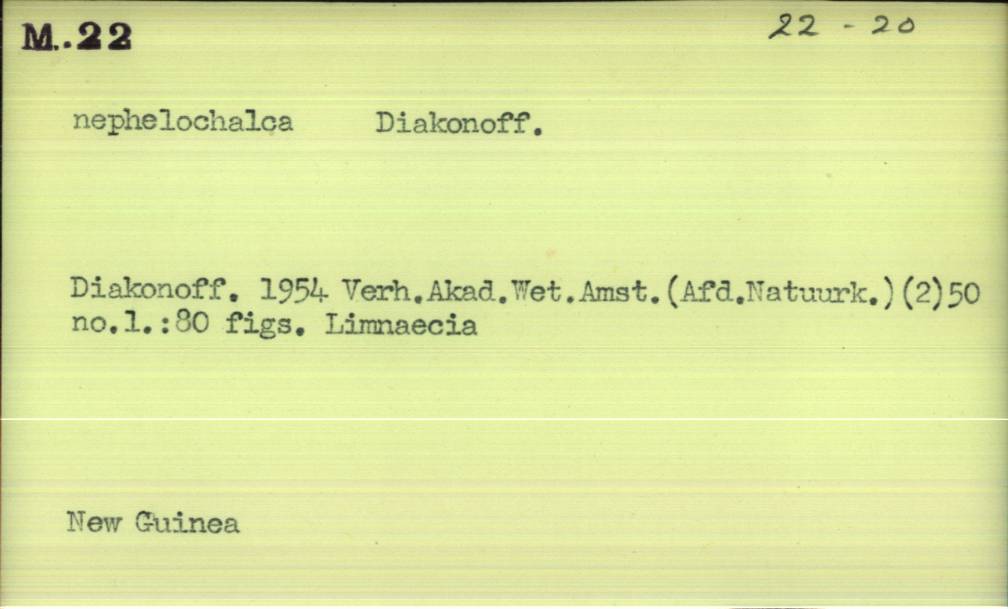 M.22
22 - 20
nephelochalca Diakonoff.
Diakonoff. 1954 Verh.Akad.Wet.Amst.(Afd.Natuurk.)(2)50
no.1.:80 figs. Limnaecia
New Guinea